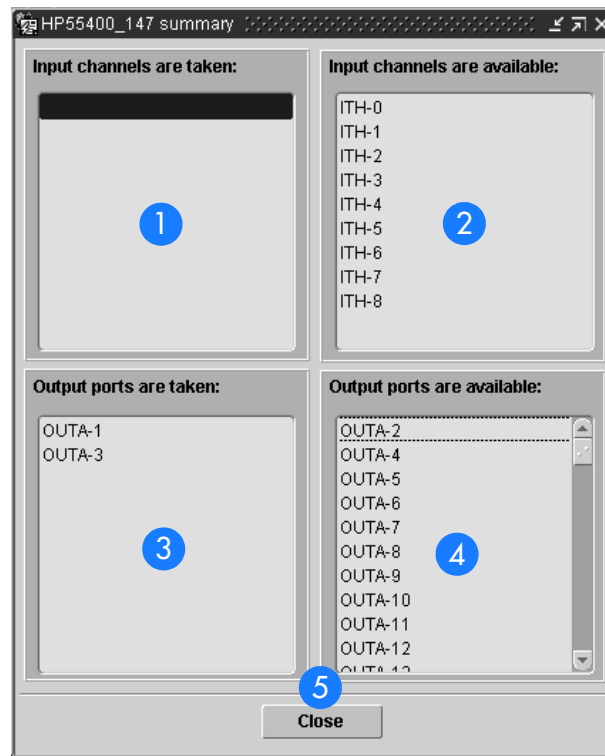 HP55400_147 summary
Input channels are taken:
1
Input channels are available:
ITH-0
ITH-1
ITH-2
ITH-3
ITH-4
ITH-5
ITH-6
ITH-7
ITH-8
2
Output ports are taken:
OUTA-1
OUTA-3
3
Output ports are available:
OUTA-2
OUTA-4
OUTA-5
OUTA-6
OUTA-7
OUTA-8
OUTA-9
OUTA-10
OUTA-11
OUTA-12
4
5
Close